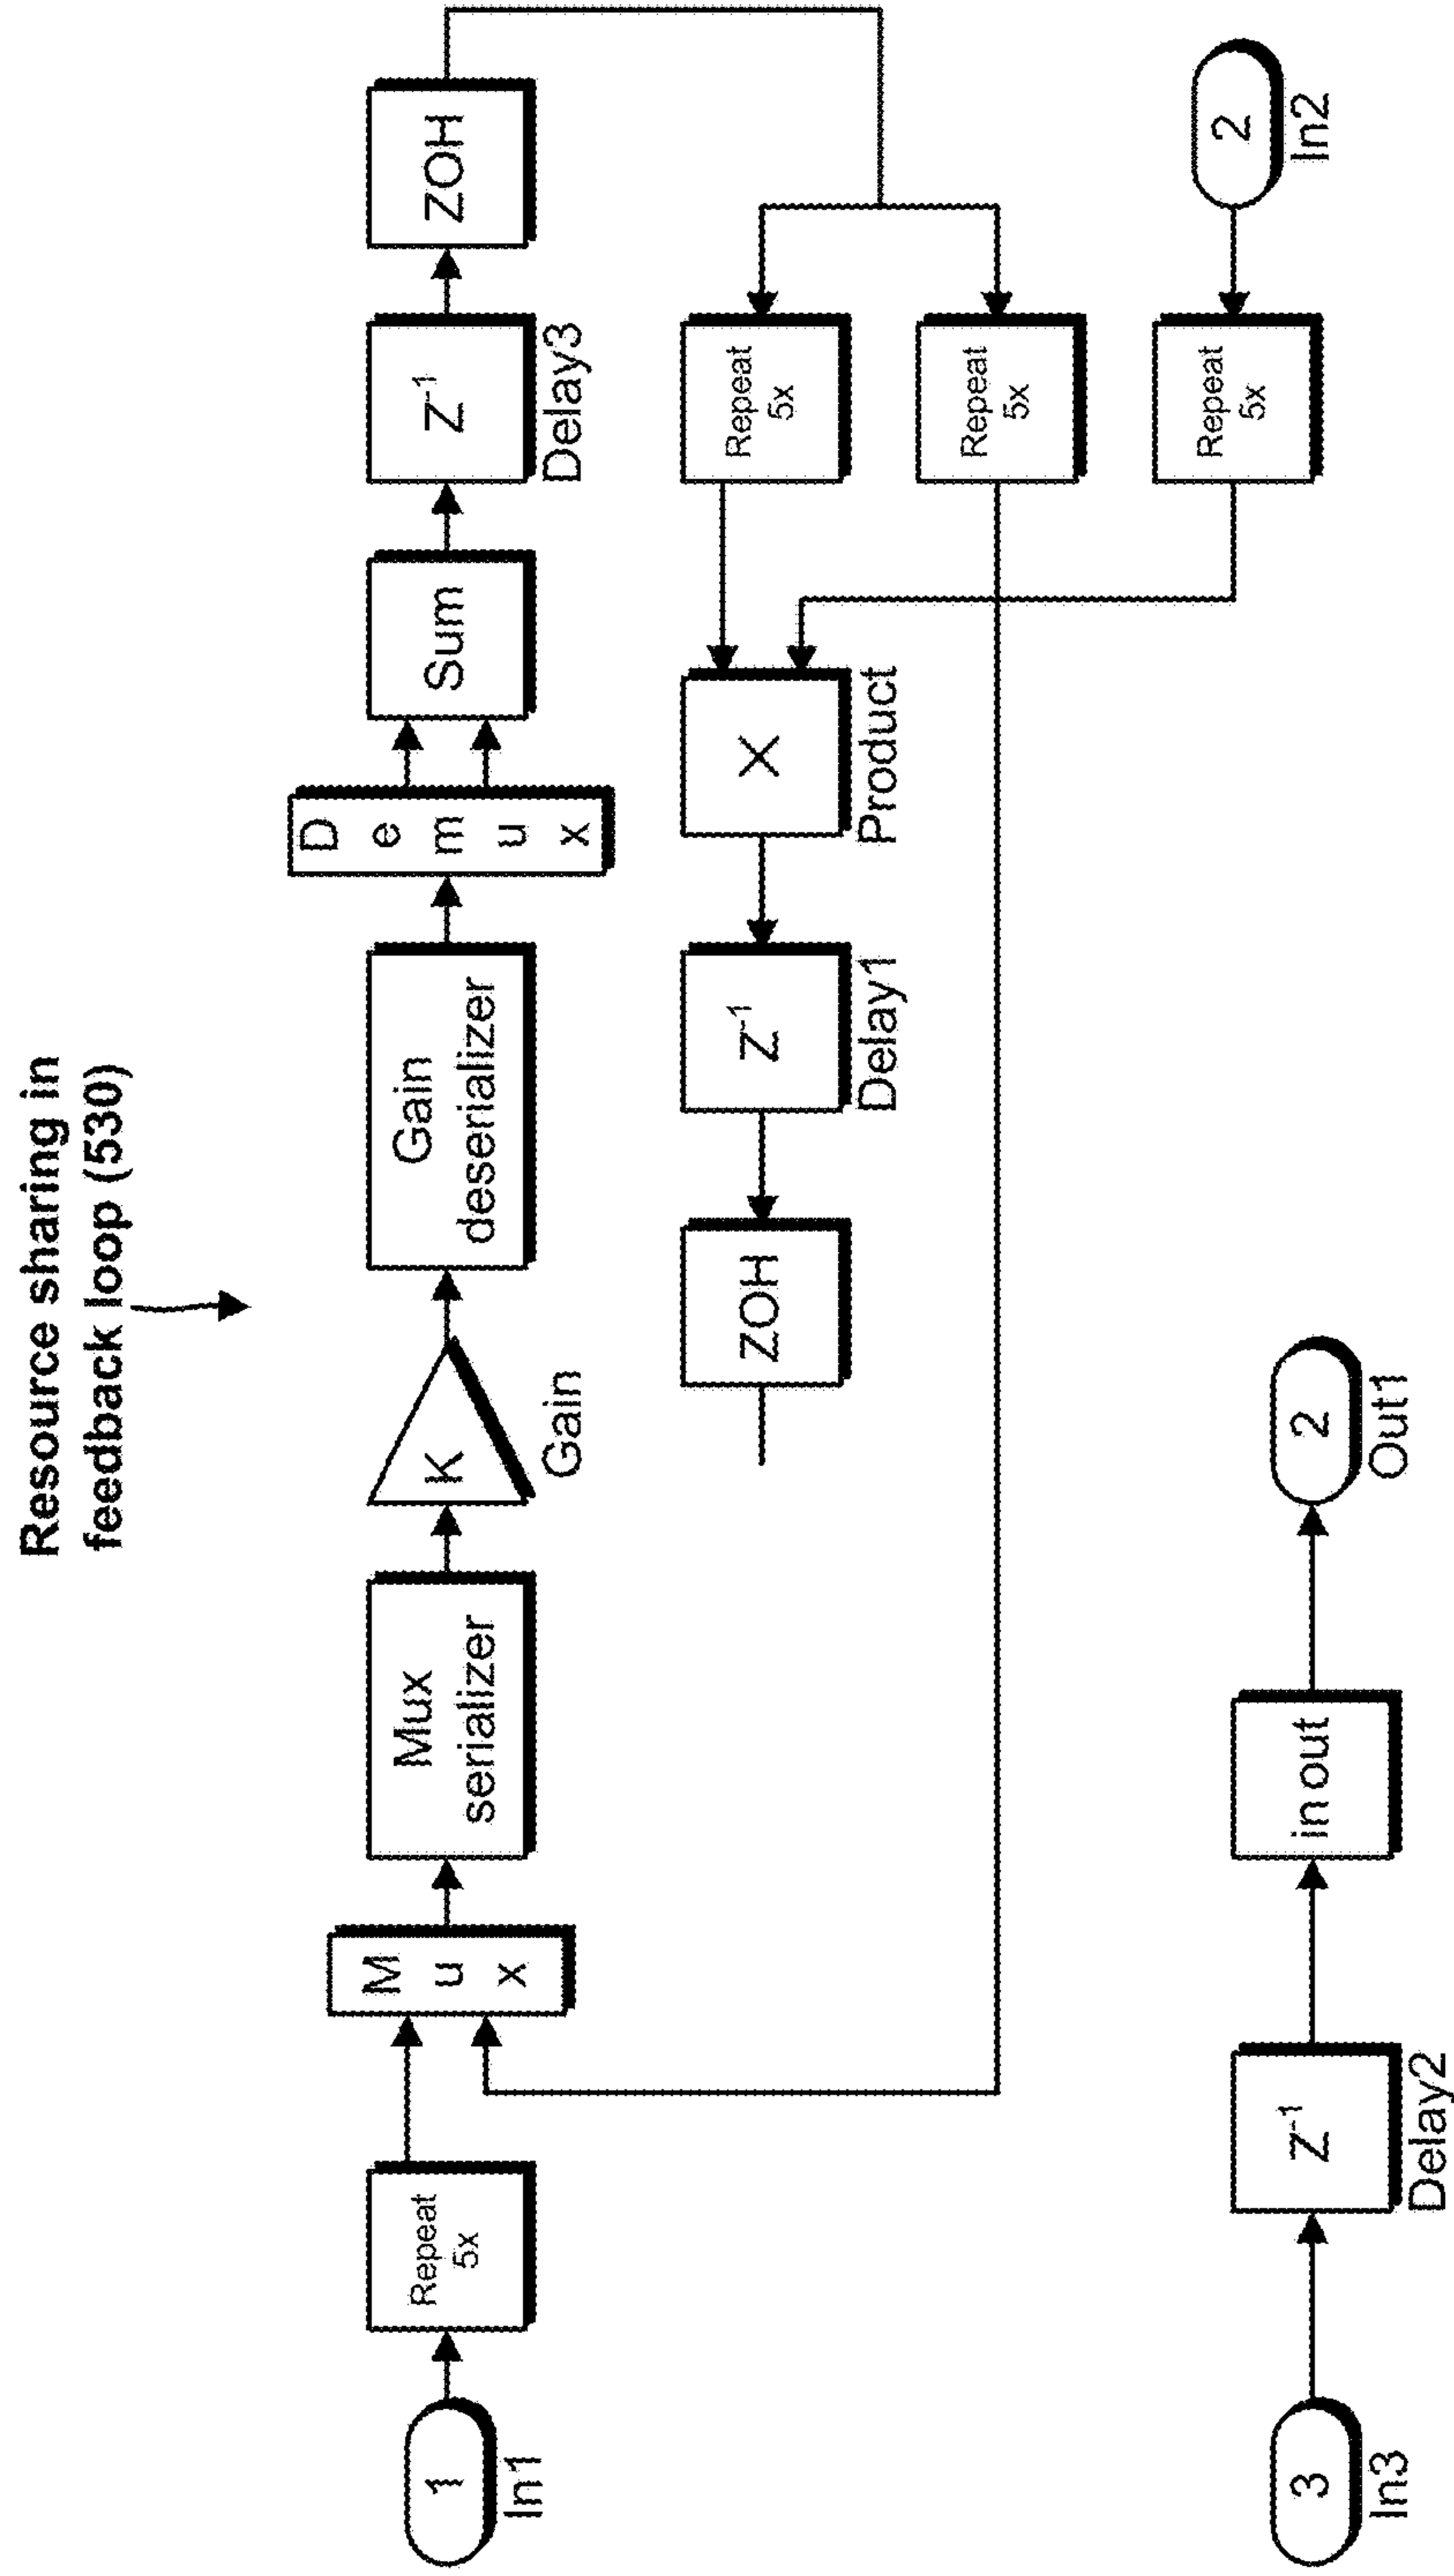 Resource sharing in
feedback loop (530)
1
In1
Repeat
5x
M
u
x
Mux
serializer
K
Gain
Gain
deserializer
D
e
m
u
x
Sum
Z-1
Delay3
ZOH
ZOH
Z-1
Delay1
X
Product
Repeat
5x
Repeat
5x
Repeat
5x
2
In2
3
In3
Z-1
Delay2
in out
2
Out1